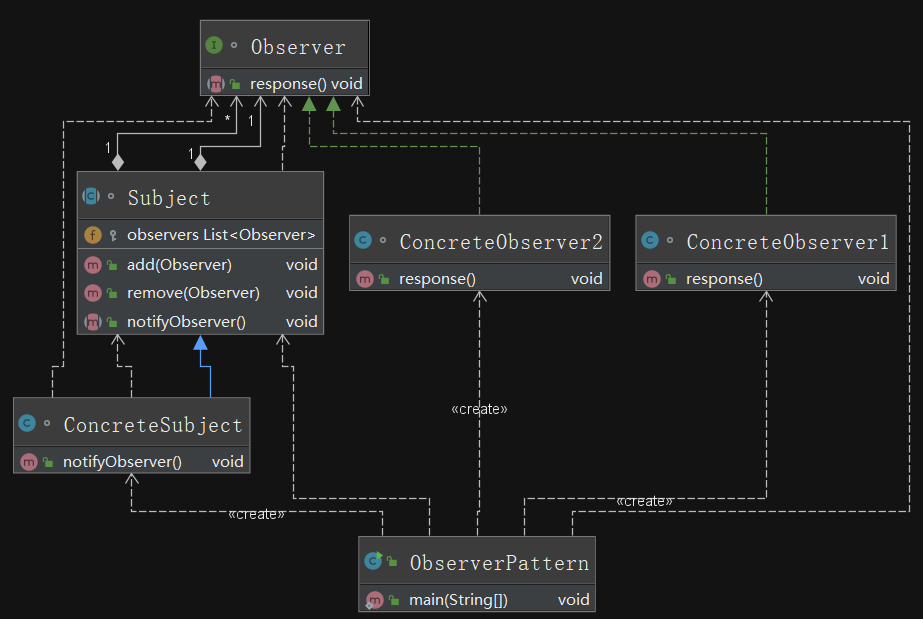 I Observer
m response() void
1 * 1 1
C Subject
f observers List<Observer>
m add(Observer) void
m remove(Observer) void
m notifyObserver() void
C ConcreteObserver2
m response() void
C ConcreteObserver1
m response() void
«create»
C ConcreteSubject
m notifyObserver() void
«create»
«create»
C ObserverPattern
m main(String[]) void